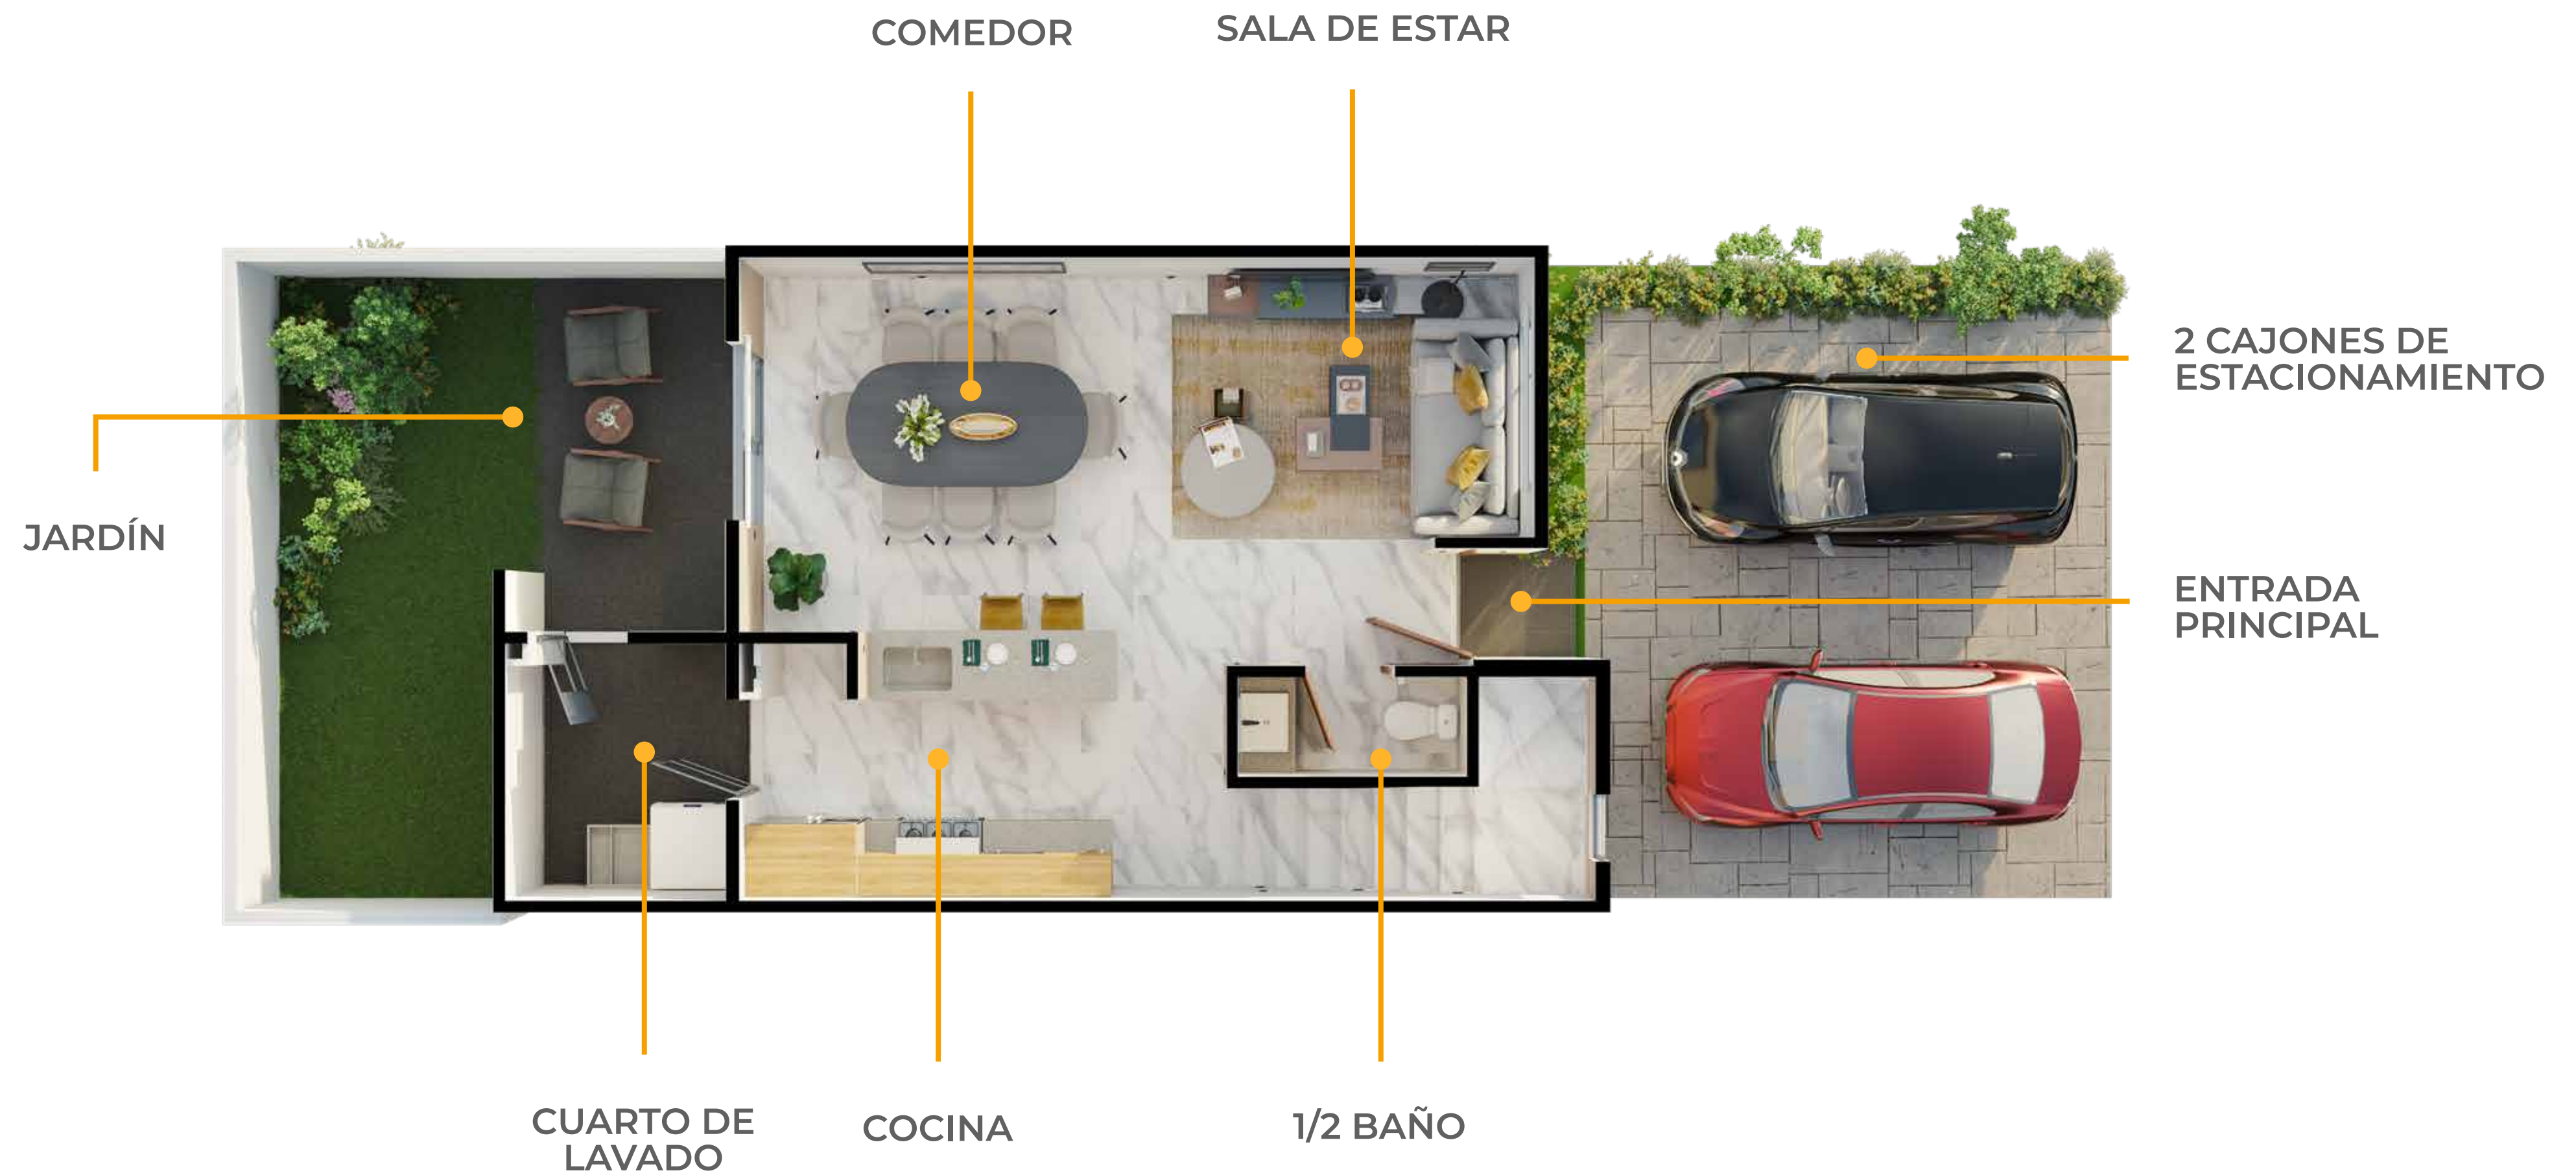 COMEDOR
SALA DE ESTAR
2 CAJONES DE
ESTACIONAMIENTO
JARDÍN
ENTRADA
PRINCIPAL
CUARTO DE
LAVADO
COCINA
1/2 BAÑO